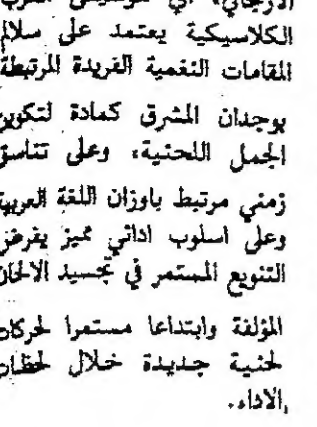 الكلاسيكية يعتمد على سلالم
المقامات النغمية الفريدة المرتبطة
بوجدان المشرق كمادة لتكوين
الجمل اللحنية، وعلى تناسق
زمني مرتبط باوزان اللغة العربية
وعلى اسلوب ادائي مميز يفرض
التنويع المستمر في تجسيد الالحان
المؤلفة وابتداعا مستمرا لحركات
لحنية جديدة خلال لحظات
الاداء.